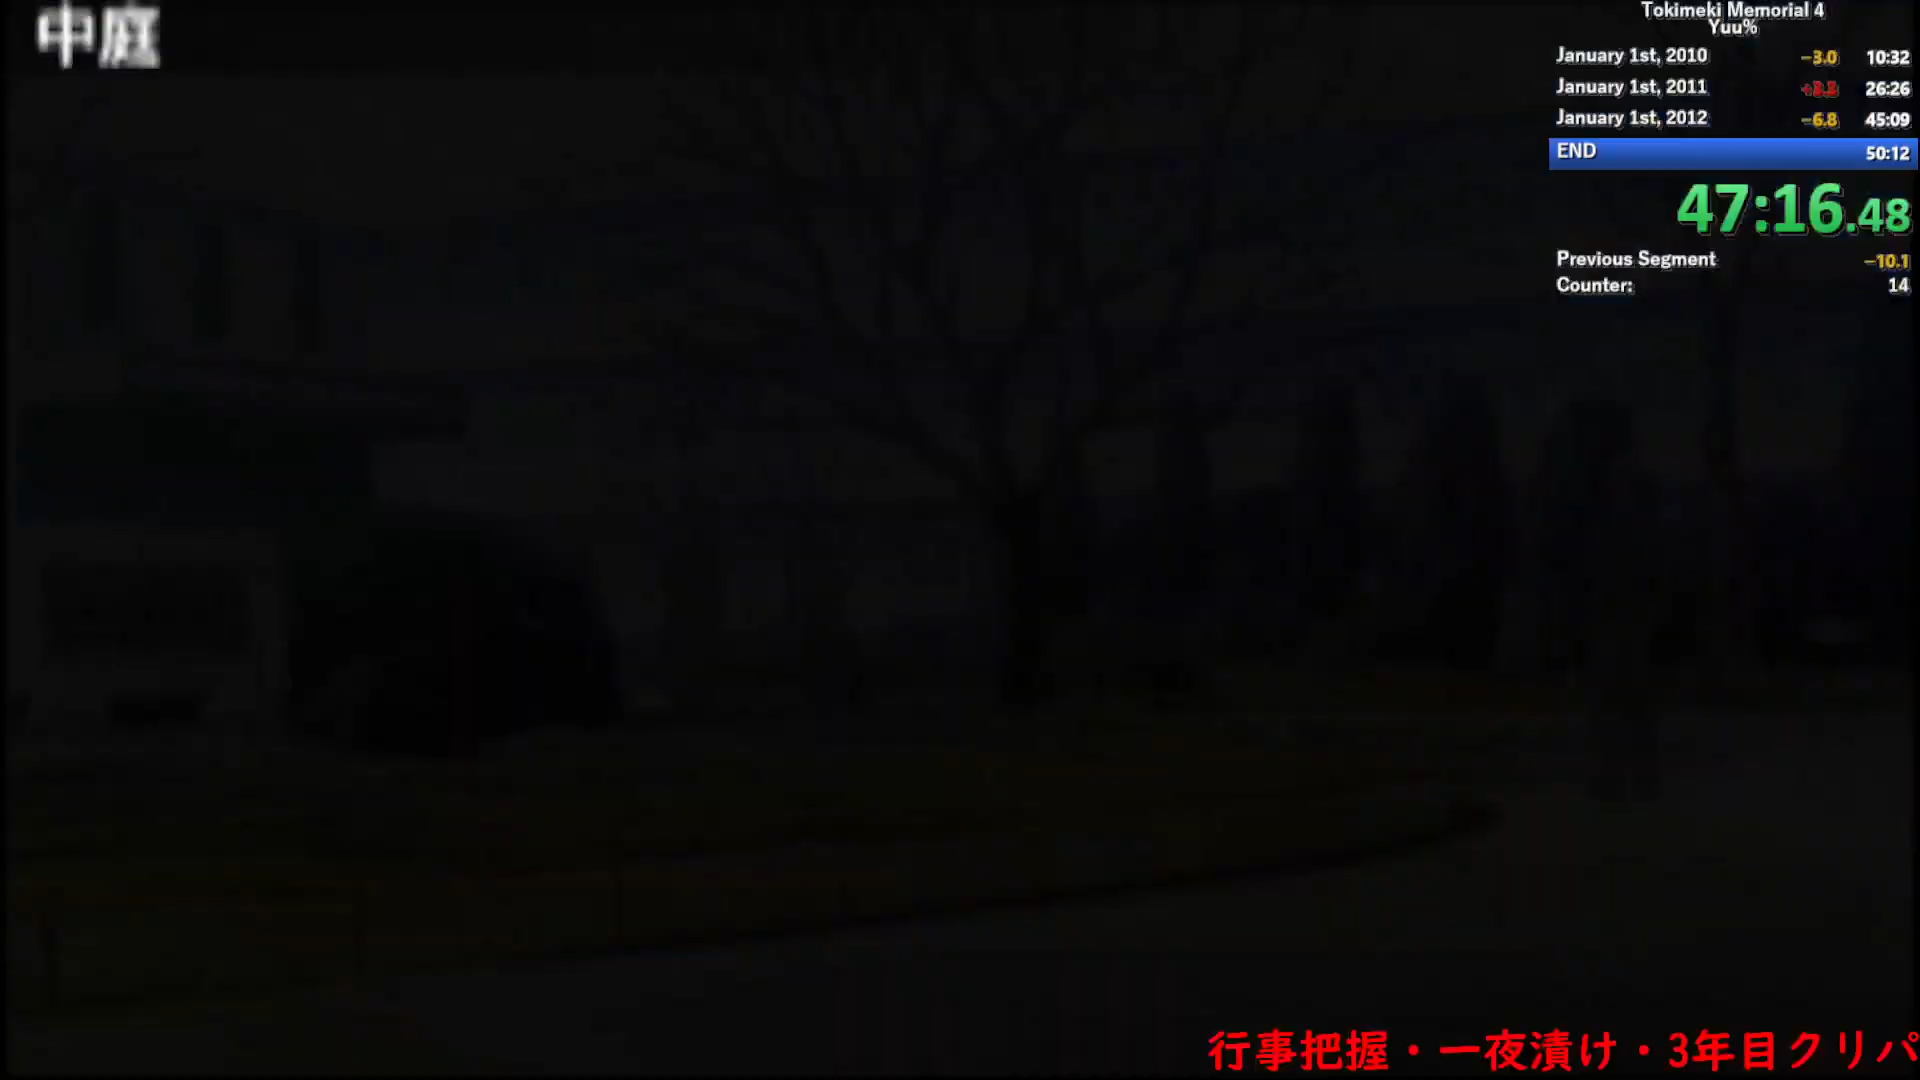 中庭
Tokimeki Memorial 4
Yuu%
January 1st, 2010 −3.0 10:32
January 1st, 2011 +3.3 26:26
January 1st, 2012 −6.8 45:09
END 50:12
47:16.48
Previous Segment −10.1
Counter: 14
行事把握・一夜漬け・3年目クリパ